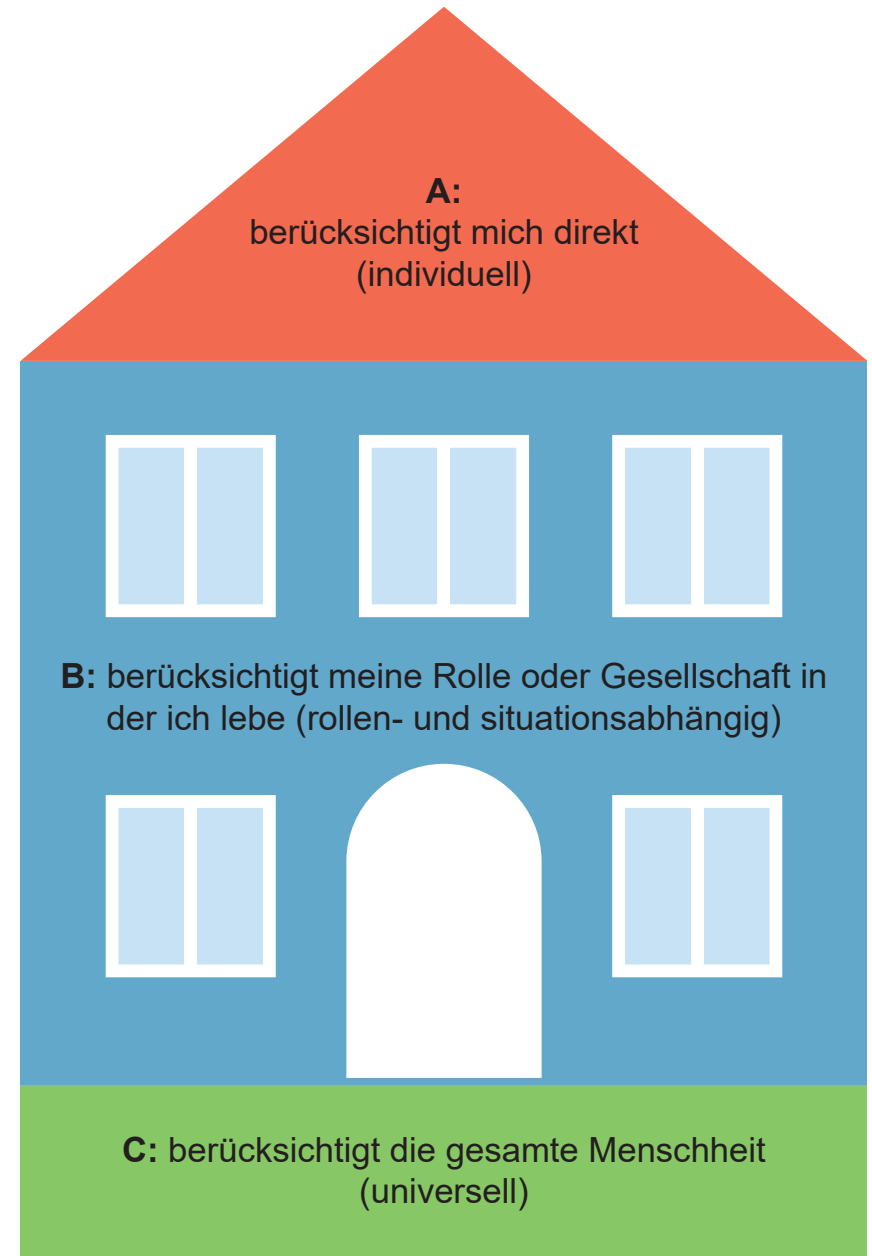 A:
berücksichtigt mich direkt
(individuell)
B: berücksichtigt meine Rolle oder Gesellschaft in
der ich lebe (rollen- und situationsabhängig)
C: berücksichtigt die gesamte Menschheit
(universell)